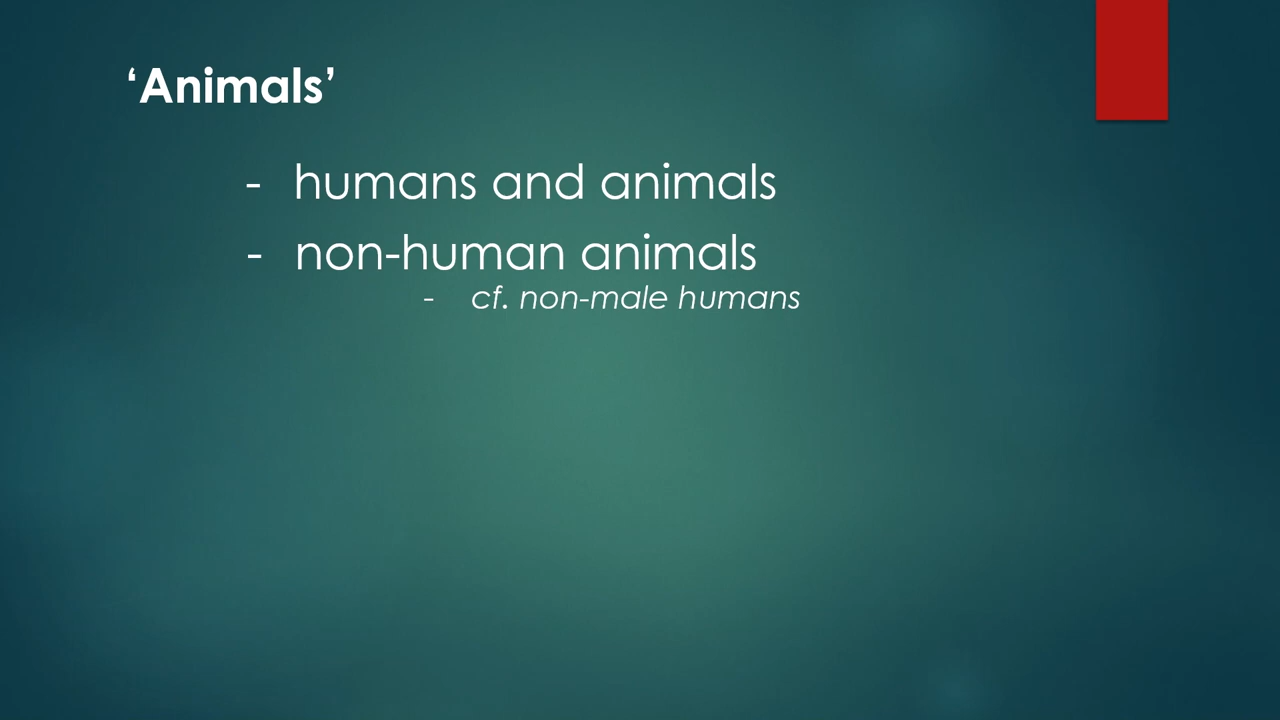 ‘Animals’
- humans and animals
- non-human animals
- cf. non-male humans